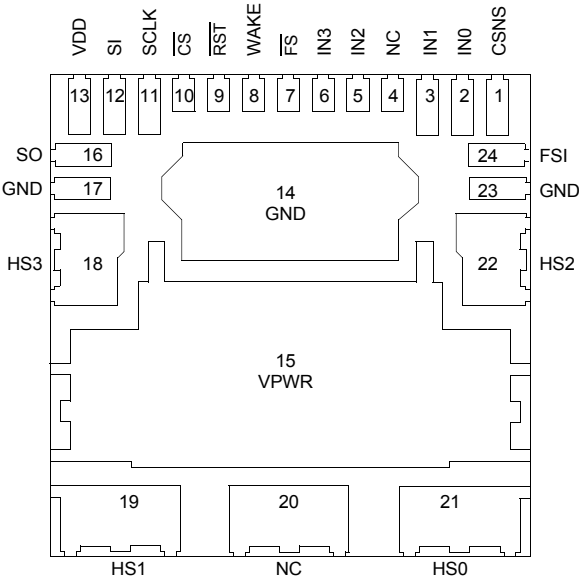 VDD SI SCLK CS RST WAKE FS IN3 IN2 NC IN1 IN0 CSNS
13 12 11 10 9 8 7 6 5 4 3 2 1
SO 16 24 FSI
GND 17 14 23 GND
GND
HS3 18 22 HS2
15
VPWR
19 20 21
HS1 NC HS0